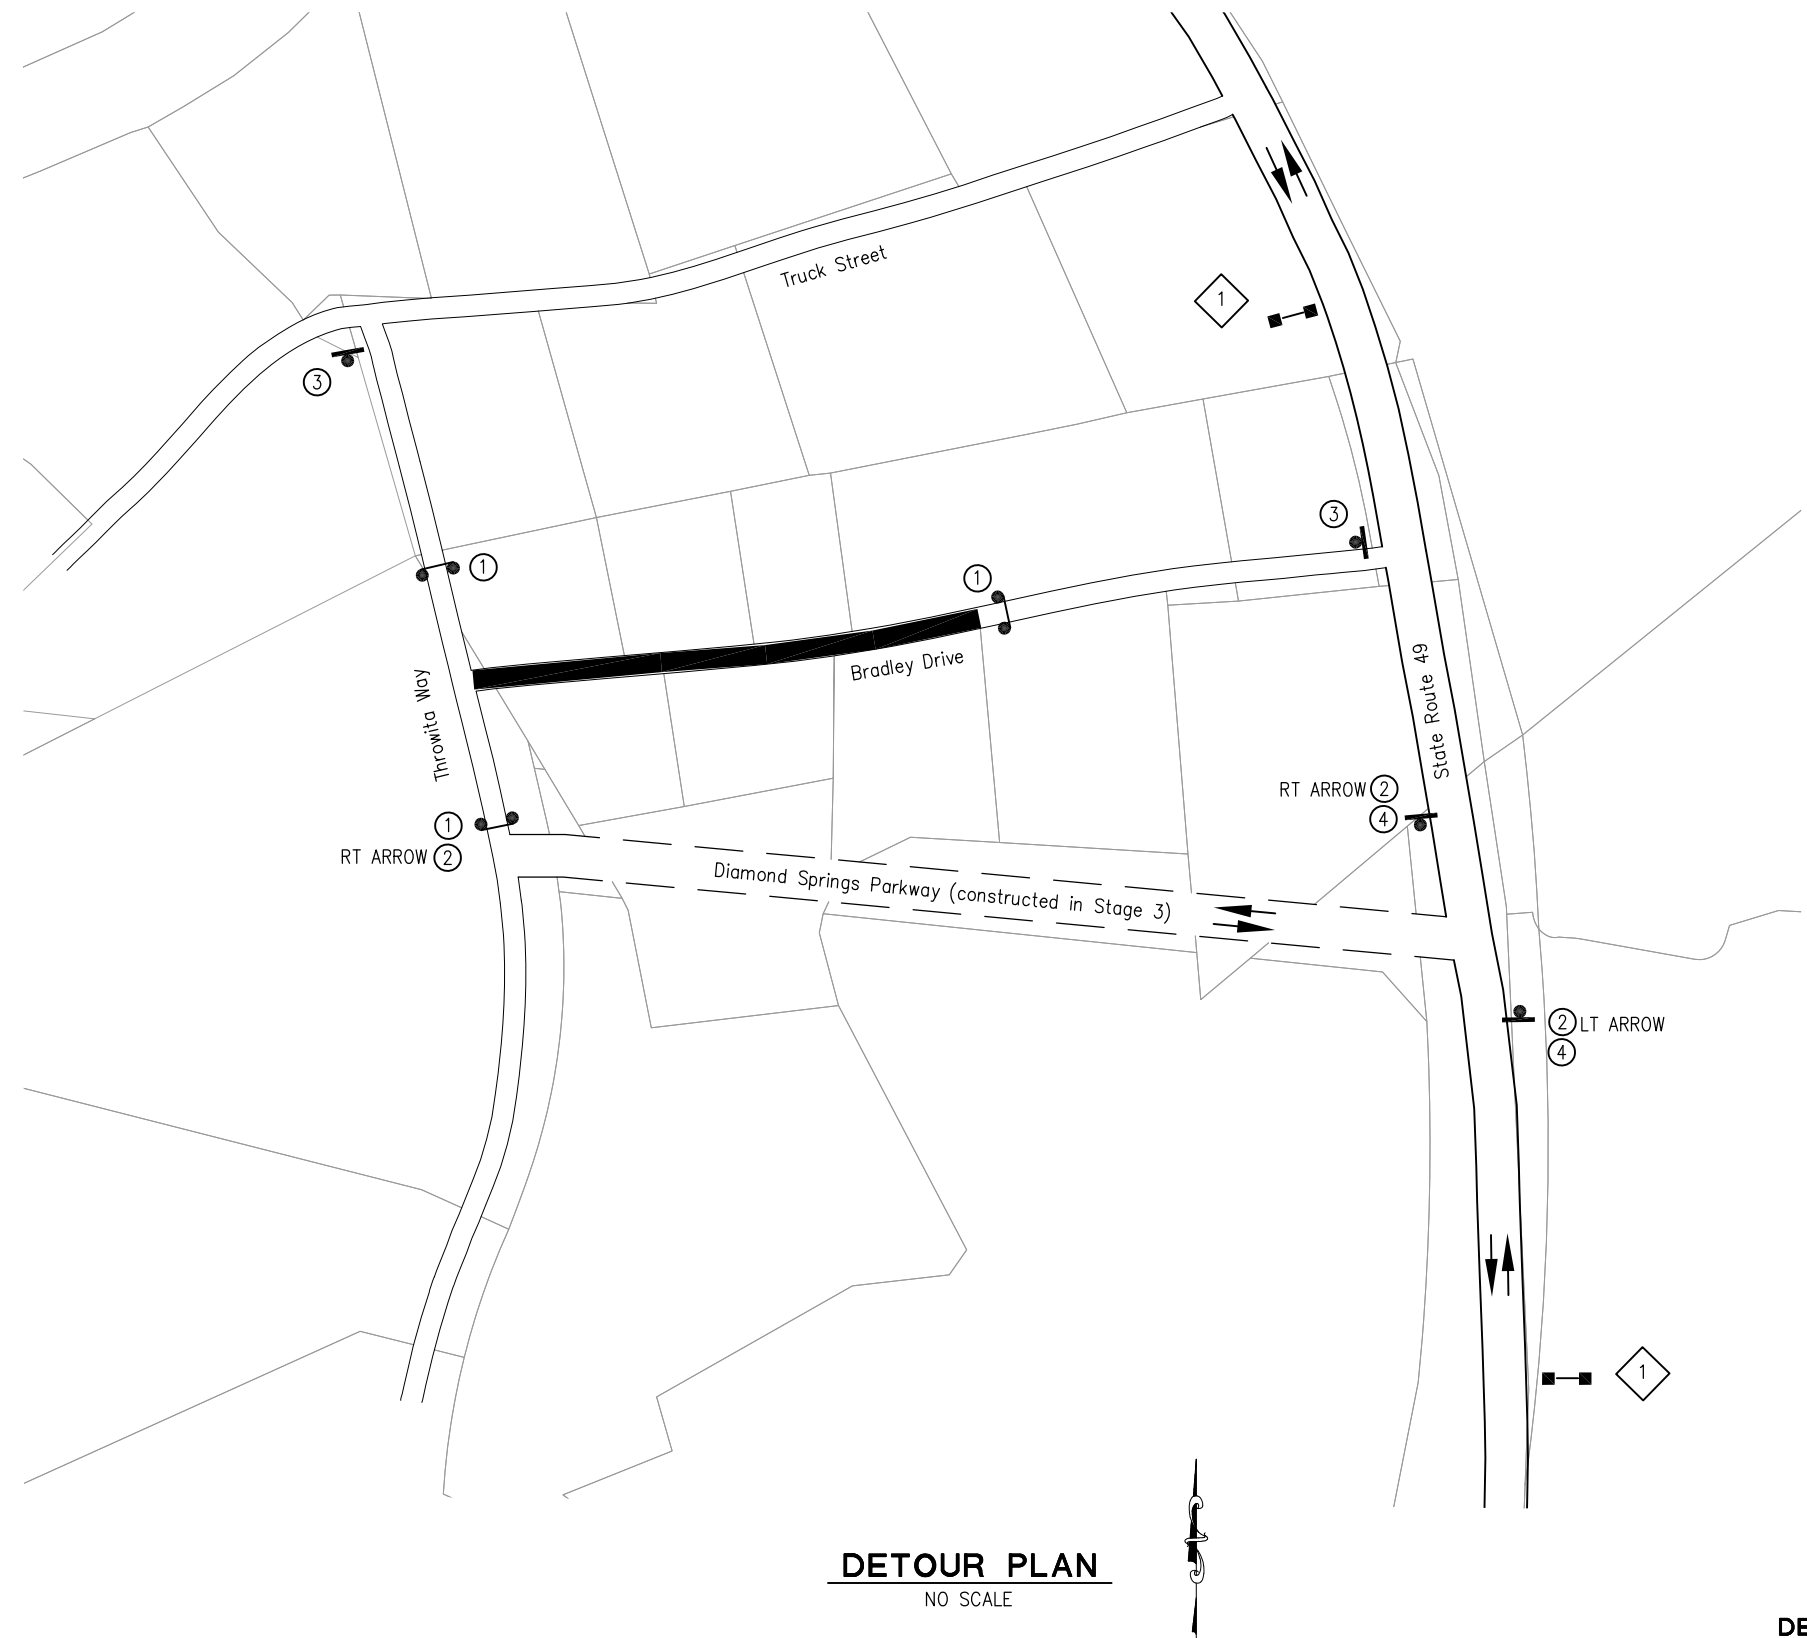 Truck Street
1
3
3
1
1
Bradley Drive
State Route 49
Throwita Way
RT ARROW 2
4
1
RT ARROW 2
Diamond Springs Parkway (constructed in Stage 3)
2 LT ARROW
4
1
DETOUR PLAN
NO SCALE
DE